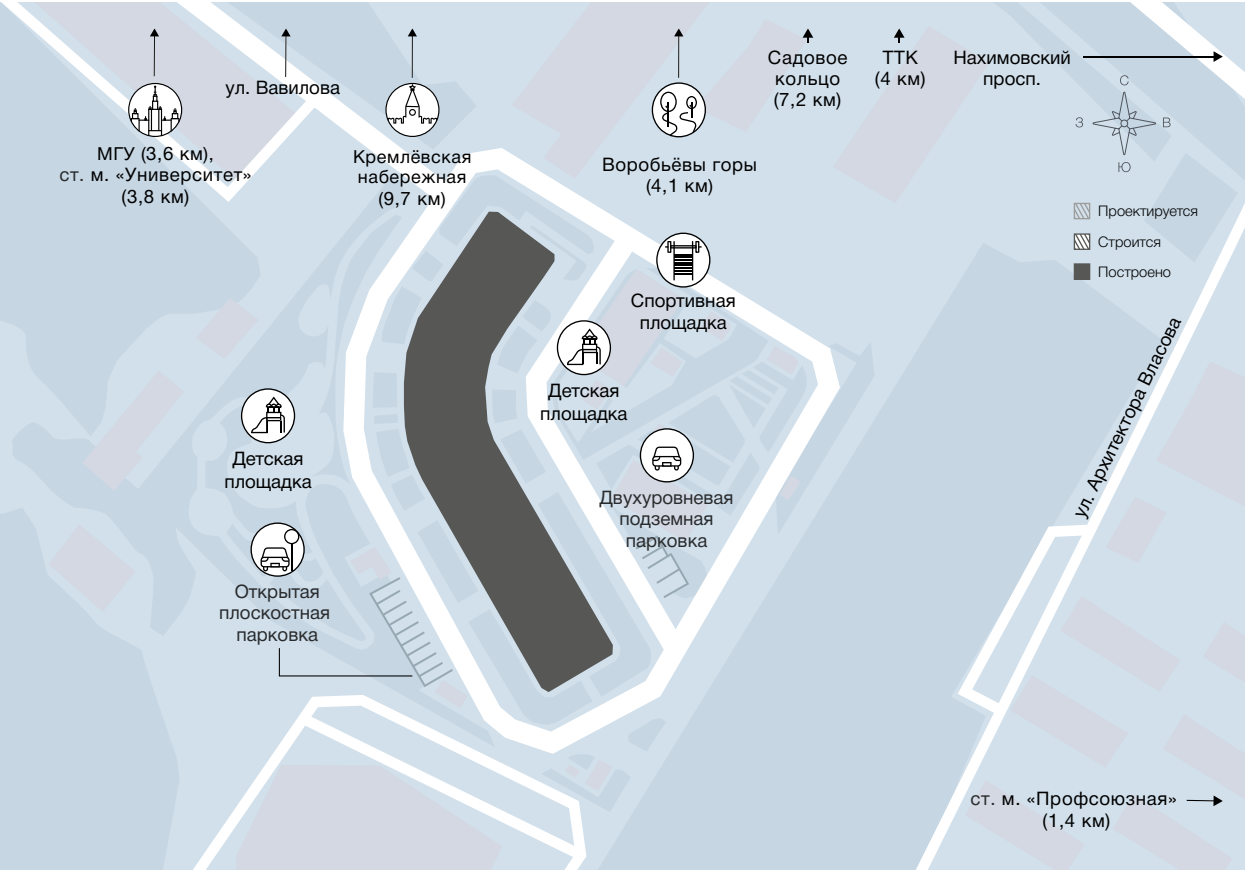 Садовое
кольцо
(7,2 км)
ТТК
(4 км)
Нахимовский
просп.
ул. Вавилова
МГУ (3,6 км),
ст. м. «Университет»
(3,8 км)
Кремлёвская
набережная
(9,7 км)
Воробьёвы горы
(4,1 км)
С
З
В
Ю
Проектируется
Строится
Построено
Спортивная
площадка
Детская
площадка
Детская
площадка
Двухуровневая
подземная
парковка
Открытая
плоскостная
парковка
ул. Архитектора Власова
ст. м. «Профсоюзная»
(1,4 км)